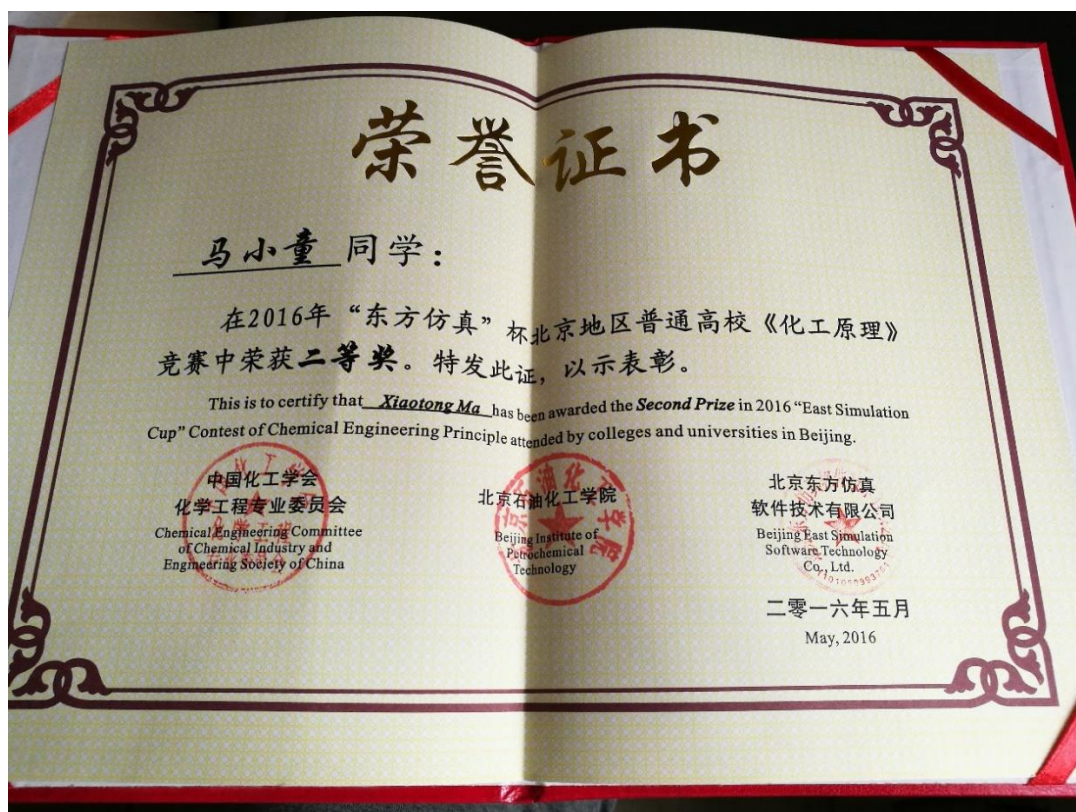 荣誉证书
马小童 同学：
在2016年“东方仿真”杯北京地区普通高校《化工原理》
竞赛中荣获二等奖。特发此证，以示表彰。
This is to certify that Xiaotong Ma has been awarded the Second Prize in 2016 “East Simulation
Cup” Contest of Chemical Engineering Principle attended by colleges and universities in Beijing.
中国化工学会
化学工程专业委员会
Chemical Engineering Committee
of Chemical Industry and
Engineering Society of China
北京石油化工学院
Beijing Institute of
Petrochemical
Technology
北京东方仿真
软件技术有限公司
Beijing East Simulation
Software Technology
Co., Ltd.
二零一六年五月
May, 2016